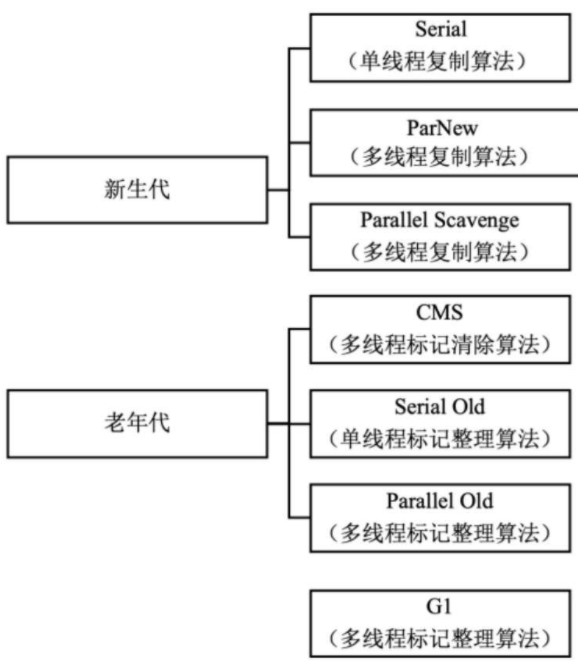 Serial
（单线程复制算法）
ParNew
（多线程复制算法）
新生代
Parallel Scavenge
（多线程复制算法）
CMS
（多线程标记清除算法）
老年代
Serial Old
（单线程标记整理算法）
Parallel Old
（多线程标记整理算法）
G1
（多线程标记整理算法）